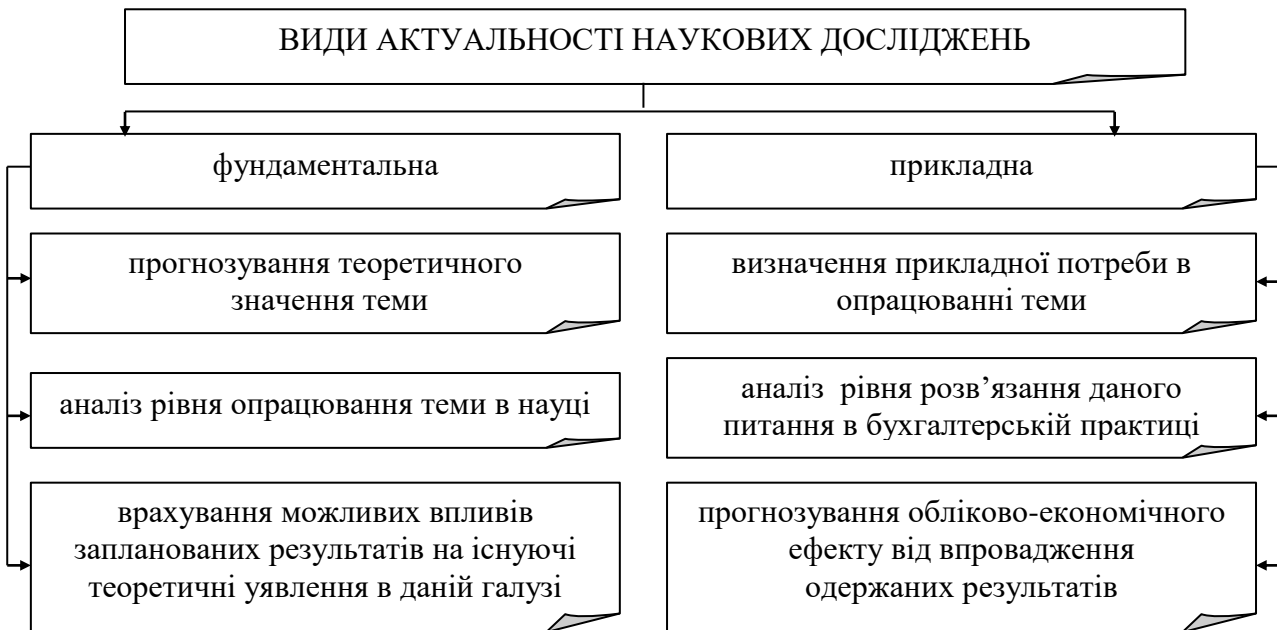 ВИДИ АКТУАЛЬНОСТІ НАУКОВИХ ДОСЛІДЖЕНЬ
фундаментальна
прикладна
прогнозування теоретичного
значення теми
визначення прикладної потреби в
опрацюванні теми
аналіз рівня опрацювання теми в науці
аналіз рівня розв’язання даного
питання в бухгалтерській практиці
врахування можливих впливів
запланованих результатів на існуючі
теоретичні уявлення в даній галузі
прогнозування обліково-економічного
ефекту від впровадження
одержаних результатів